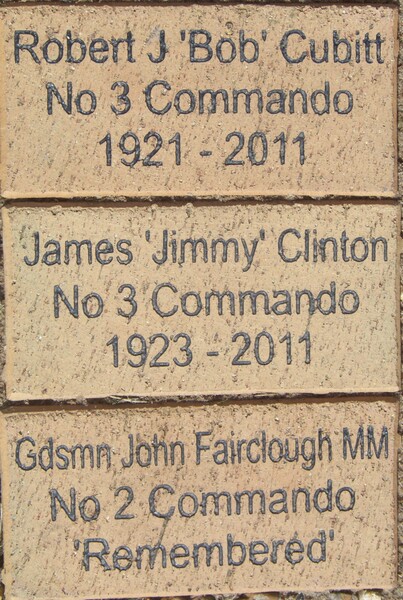 Robert J 'Bob' Cubitt
No 3 Commando
1921 - 2011
James 'Jimmy' Clinton
No 3 Commando
1923 - 2011
Gdsmn John Fairclough MM
No 2 Commando
'Remembered'